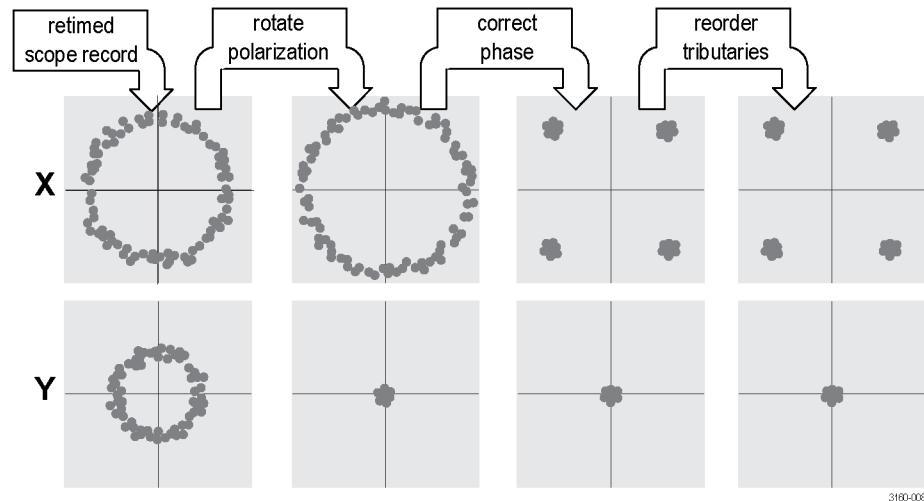 retimed
scope record
rotate
polarization
correct
phase
reorder
tributaries
X
Y
3160-008